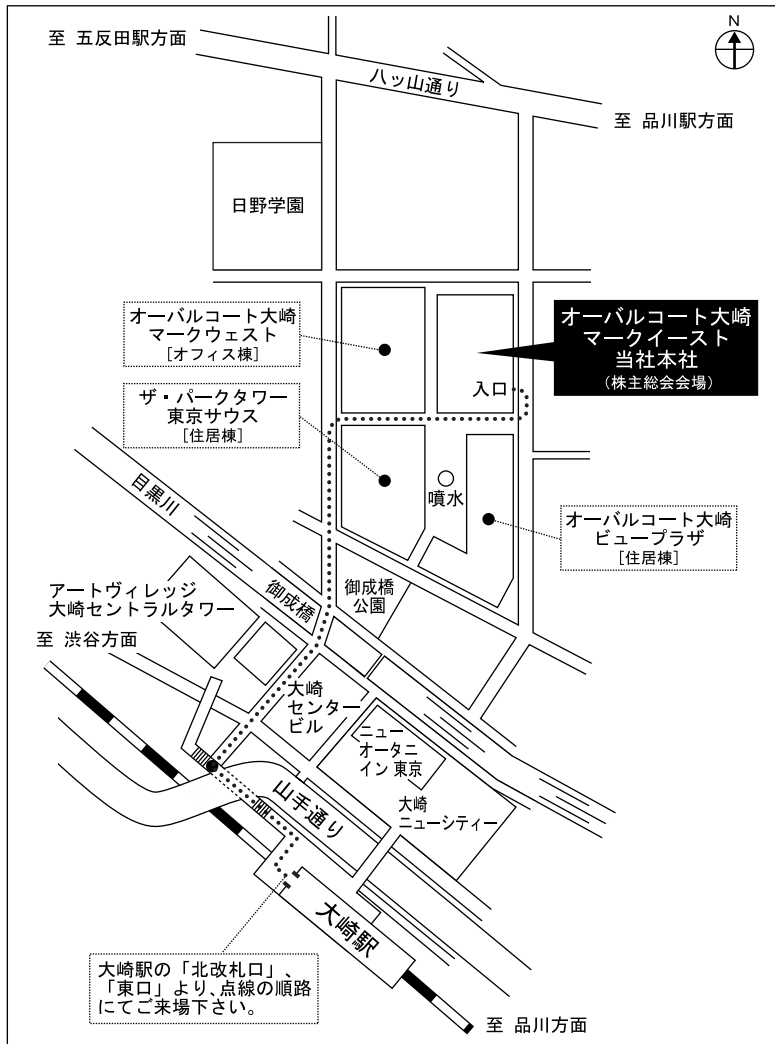 N
至 五反田駅方面
八ッ山通り
至 品川駅方面
日野学園
オーバルコート大崎
マークウェスト
[オフィス棟]
オーバルコート大崎
マークイースト
当社本社
(株主総会会場)
入口
ザ・パークタワー
東京サウス
[住居棟]
目黒川
噴水
オーバルコート大崎
ビュープラザ
[住居棟]
アートヴィレッジ
大崎セントラルタワー
御成橋
御成橋
公園
至 渋谷方面
大崎
センター
ビル
ニュー
オータニ
イン 東京
大崎
ニューシティー
山手通り
大崎駅
大崎駅の「北改札口」、
「東口」より、点線の順路
にてご来場下さい。
至 品川方面